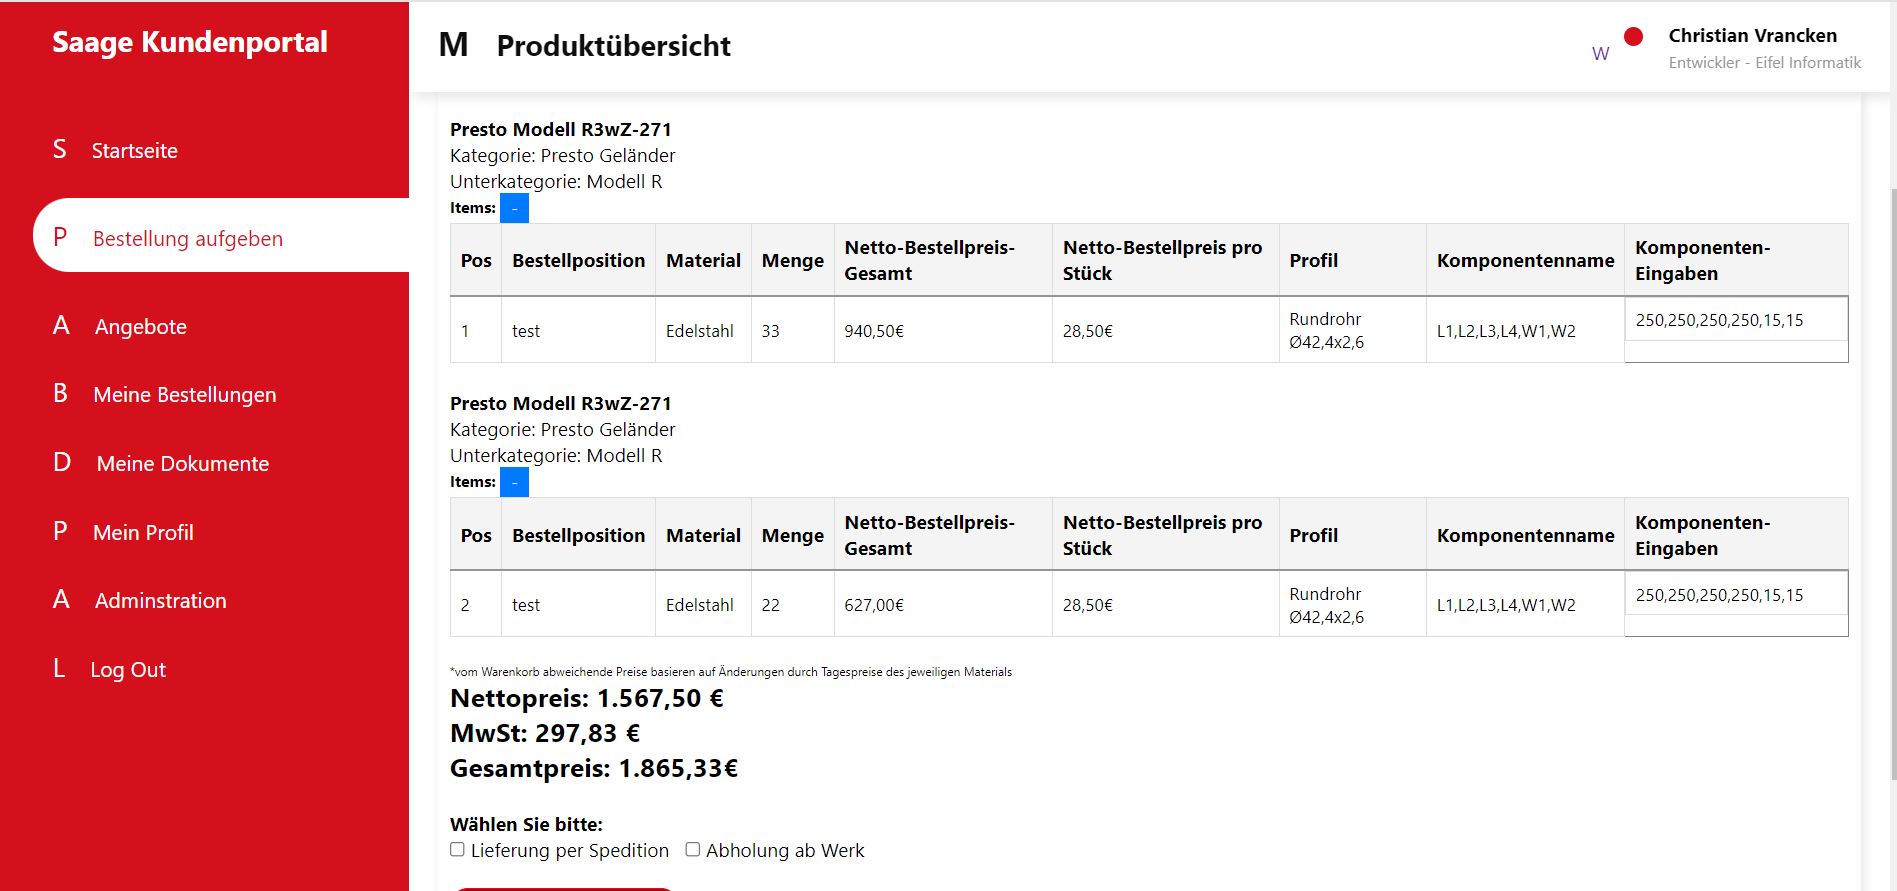 Saage Kundenportal
S Startseite
P Bestellung aufgeben
A Angebote
B Meine Bestellungen
D Meine Dokumente
P Mein Profil
A Adminstration
L Log Out
M Produktübersicht
W
Christian Vrancken
Entwickler - Eifel Informatik
Presto Modell R3wZ-271
Kategorie: Presto Geländer
Unterkategorie: Modell R
Items: -
Pos Bestellposition Material Menge Netto-Bestellpreis-Gesamt Netto-Bestellpreis pro Stück Profil Komponentenname Komponenten-Eingaben
1 test Edelstahl 33 940,50€ 28,50€ Rundrohr Ø42,4x2,6 L1,L2,L3,L4,W1,W2 250,250,250,250,15,15
Presto Modell R3wZ-271
Kategorie: Presto Geländer
Unterkategorie: Modell R
Items: -
Pos Bestellposition Material Menge Netto-Bestellpreis-Gesamt Netto-Bestellpreis pro Stück Profil Komponentenname Komponenten-Eingaben
2 test Edelstahl 22 627,00€ 28,50€ Rundrohr Ø42,4x2,6 L1,L2,L3,L4,W1,W2 250,250,250,250,15,15
*vom Warenkorb abweichende Preise basieren auf Änderungen durch Tagespreise des jeweiligen Materials
Nettopreis: 1.567,50 €
MwSt: 297,83 €
Gesamtpreis: 1.865,33€
Wählen Sie bitte:
Lieferung per Spedition Abholung ab Werk